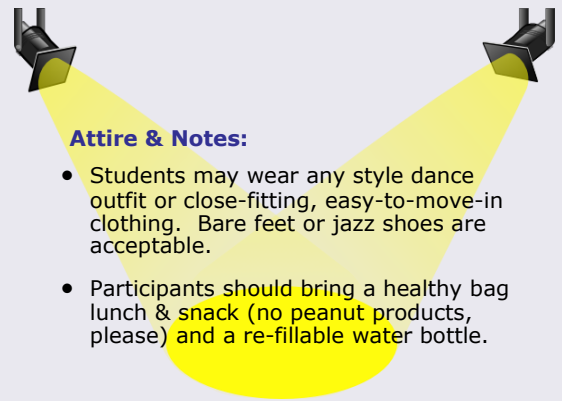 Attire & Notes:
• Students may wear any style dance
outfit or close-fitting, easy-to-move-in
clothing.  Bare feet or jazz shoes are
acceptable.
• Participants should bring a healthy bag
lunch & snack (no peanut products,
please) and a re-fillable water bottle.